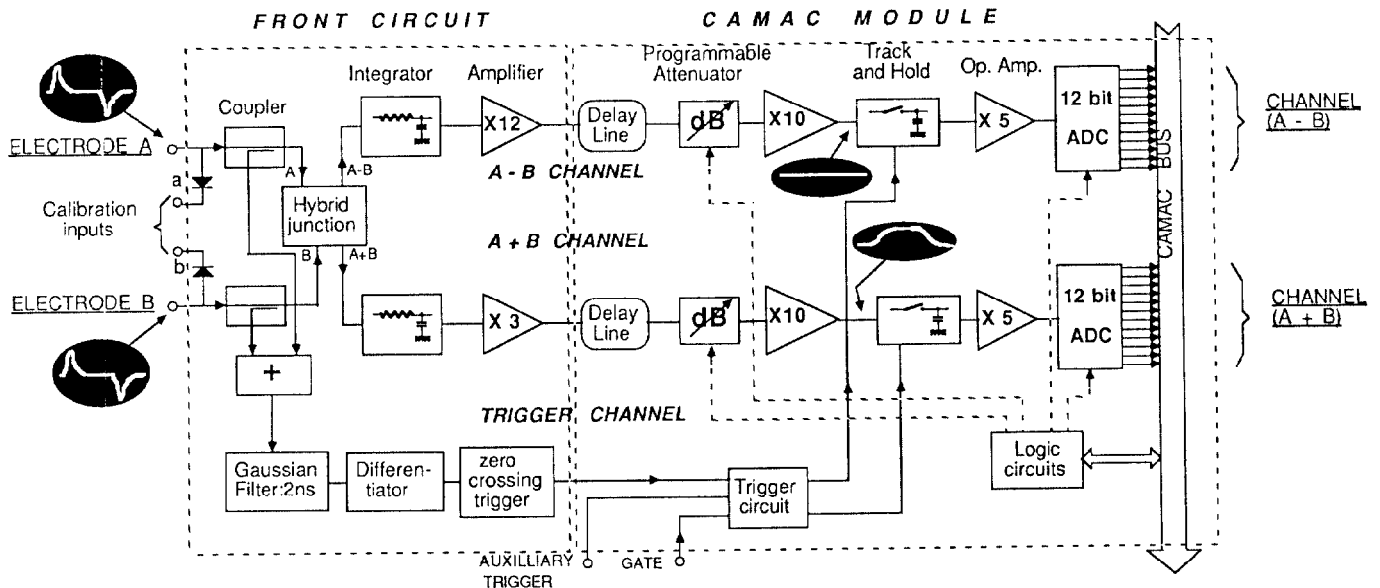 FRONT CIRCUIT
CAMAC MODULE
Integrator
Amplifier
Programmable
Attenuator
Track
and Hold
Op. Amp.
Coupler
X12
Delay
Line
dB
X10
X 5
12 bit
ADC
CHANNEL
(A - B)
ELECTRODE A
A
A-B
A - B CHANNEL
a
Calibration
inputs
Hybrid
junction
A + B CHANNEL
B
A+B
b
ELECTRODE B
X 3
Delay
Line
dB
X10
X 5
12 bit
ADC
CAMAC BUS
CHANNEL
(A + B)
+
TRIGGER CHANNEL
Gaussian
Filter:2ns
Differen-
tiator
zero
crossing
trigger
Trigger
circuit
Logic
circuits
AUXILLIARY
TRIGGER
GATE